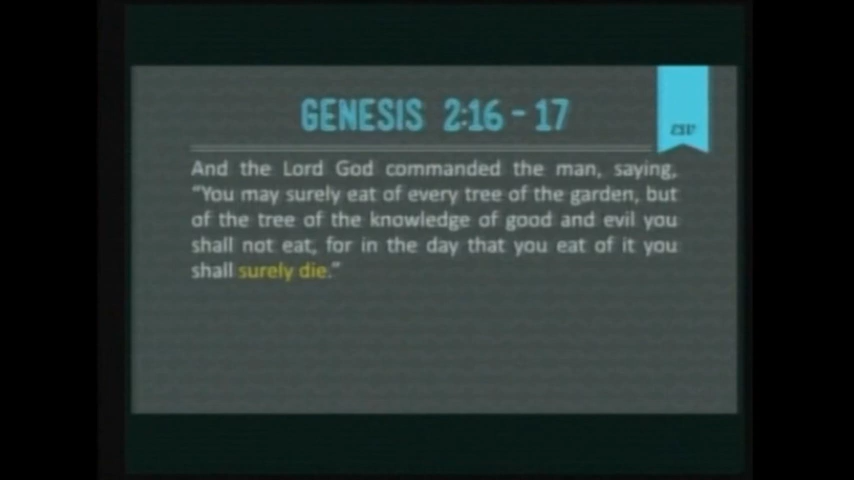 GENESIS 2:16 - 17
And the Lord God commanded the man, saying,
“You may surely eat of every tree of the garden, but
of the tree of the knowledge of good and evil you
shall not eat, for in the day that you eat of it you
shall surely die.”